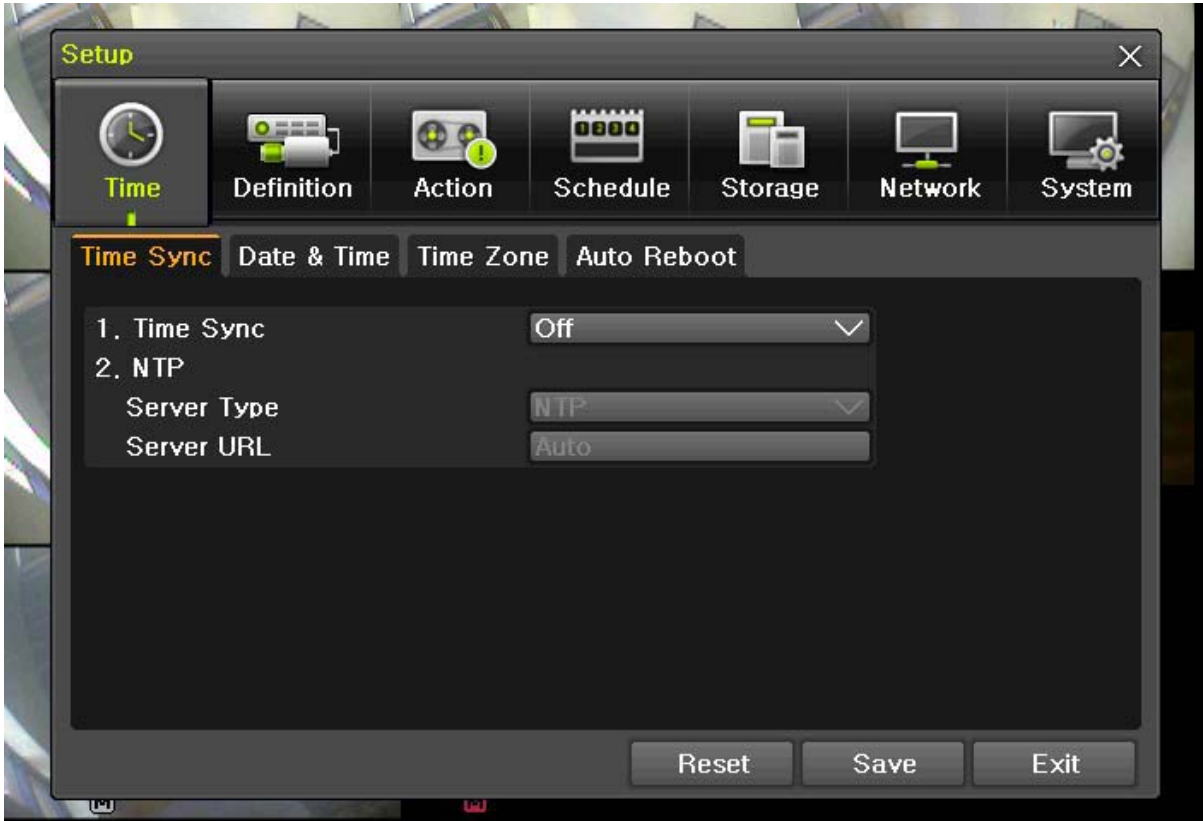 Setup
Time Definition Action Schedule Storage Network System
Time Sync Date & Time Time Zone Auto Reboot
1. Time Sync Off
2. NTP
Server Type NTP
Server URL Auto
Reset Save Exit
M M